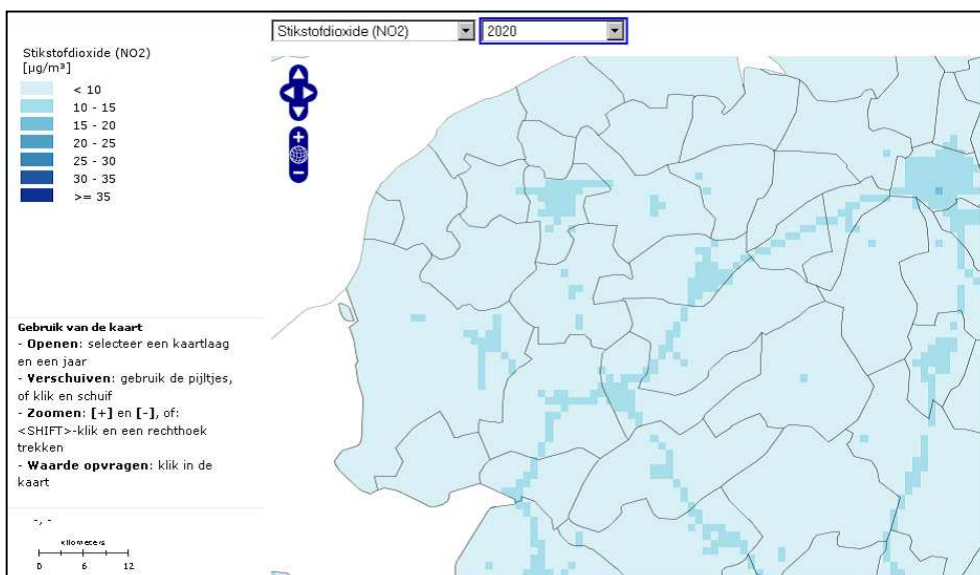 Stikstofdioxide (NO2)
2020
Stikstofdioxide (NO2)
[µg/m³]
< 10
10 - 15
15 - 20
20 - 25
25 - 30
30 - 35
>= 35
+
-
Gebruik van de kaart
- Openen: selecteer een kaartlaag
en een jaar
- Verschuiven: gebruik de pijltjes,
of klik en schuif
- Zoomen: [+] en [-], of:
<SHIFT>-klik en een rechthoek
trekken
- Waarde opvragen: klik in de
kaart
-, -
kilometers
0 6 12